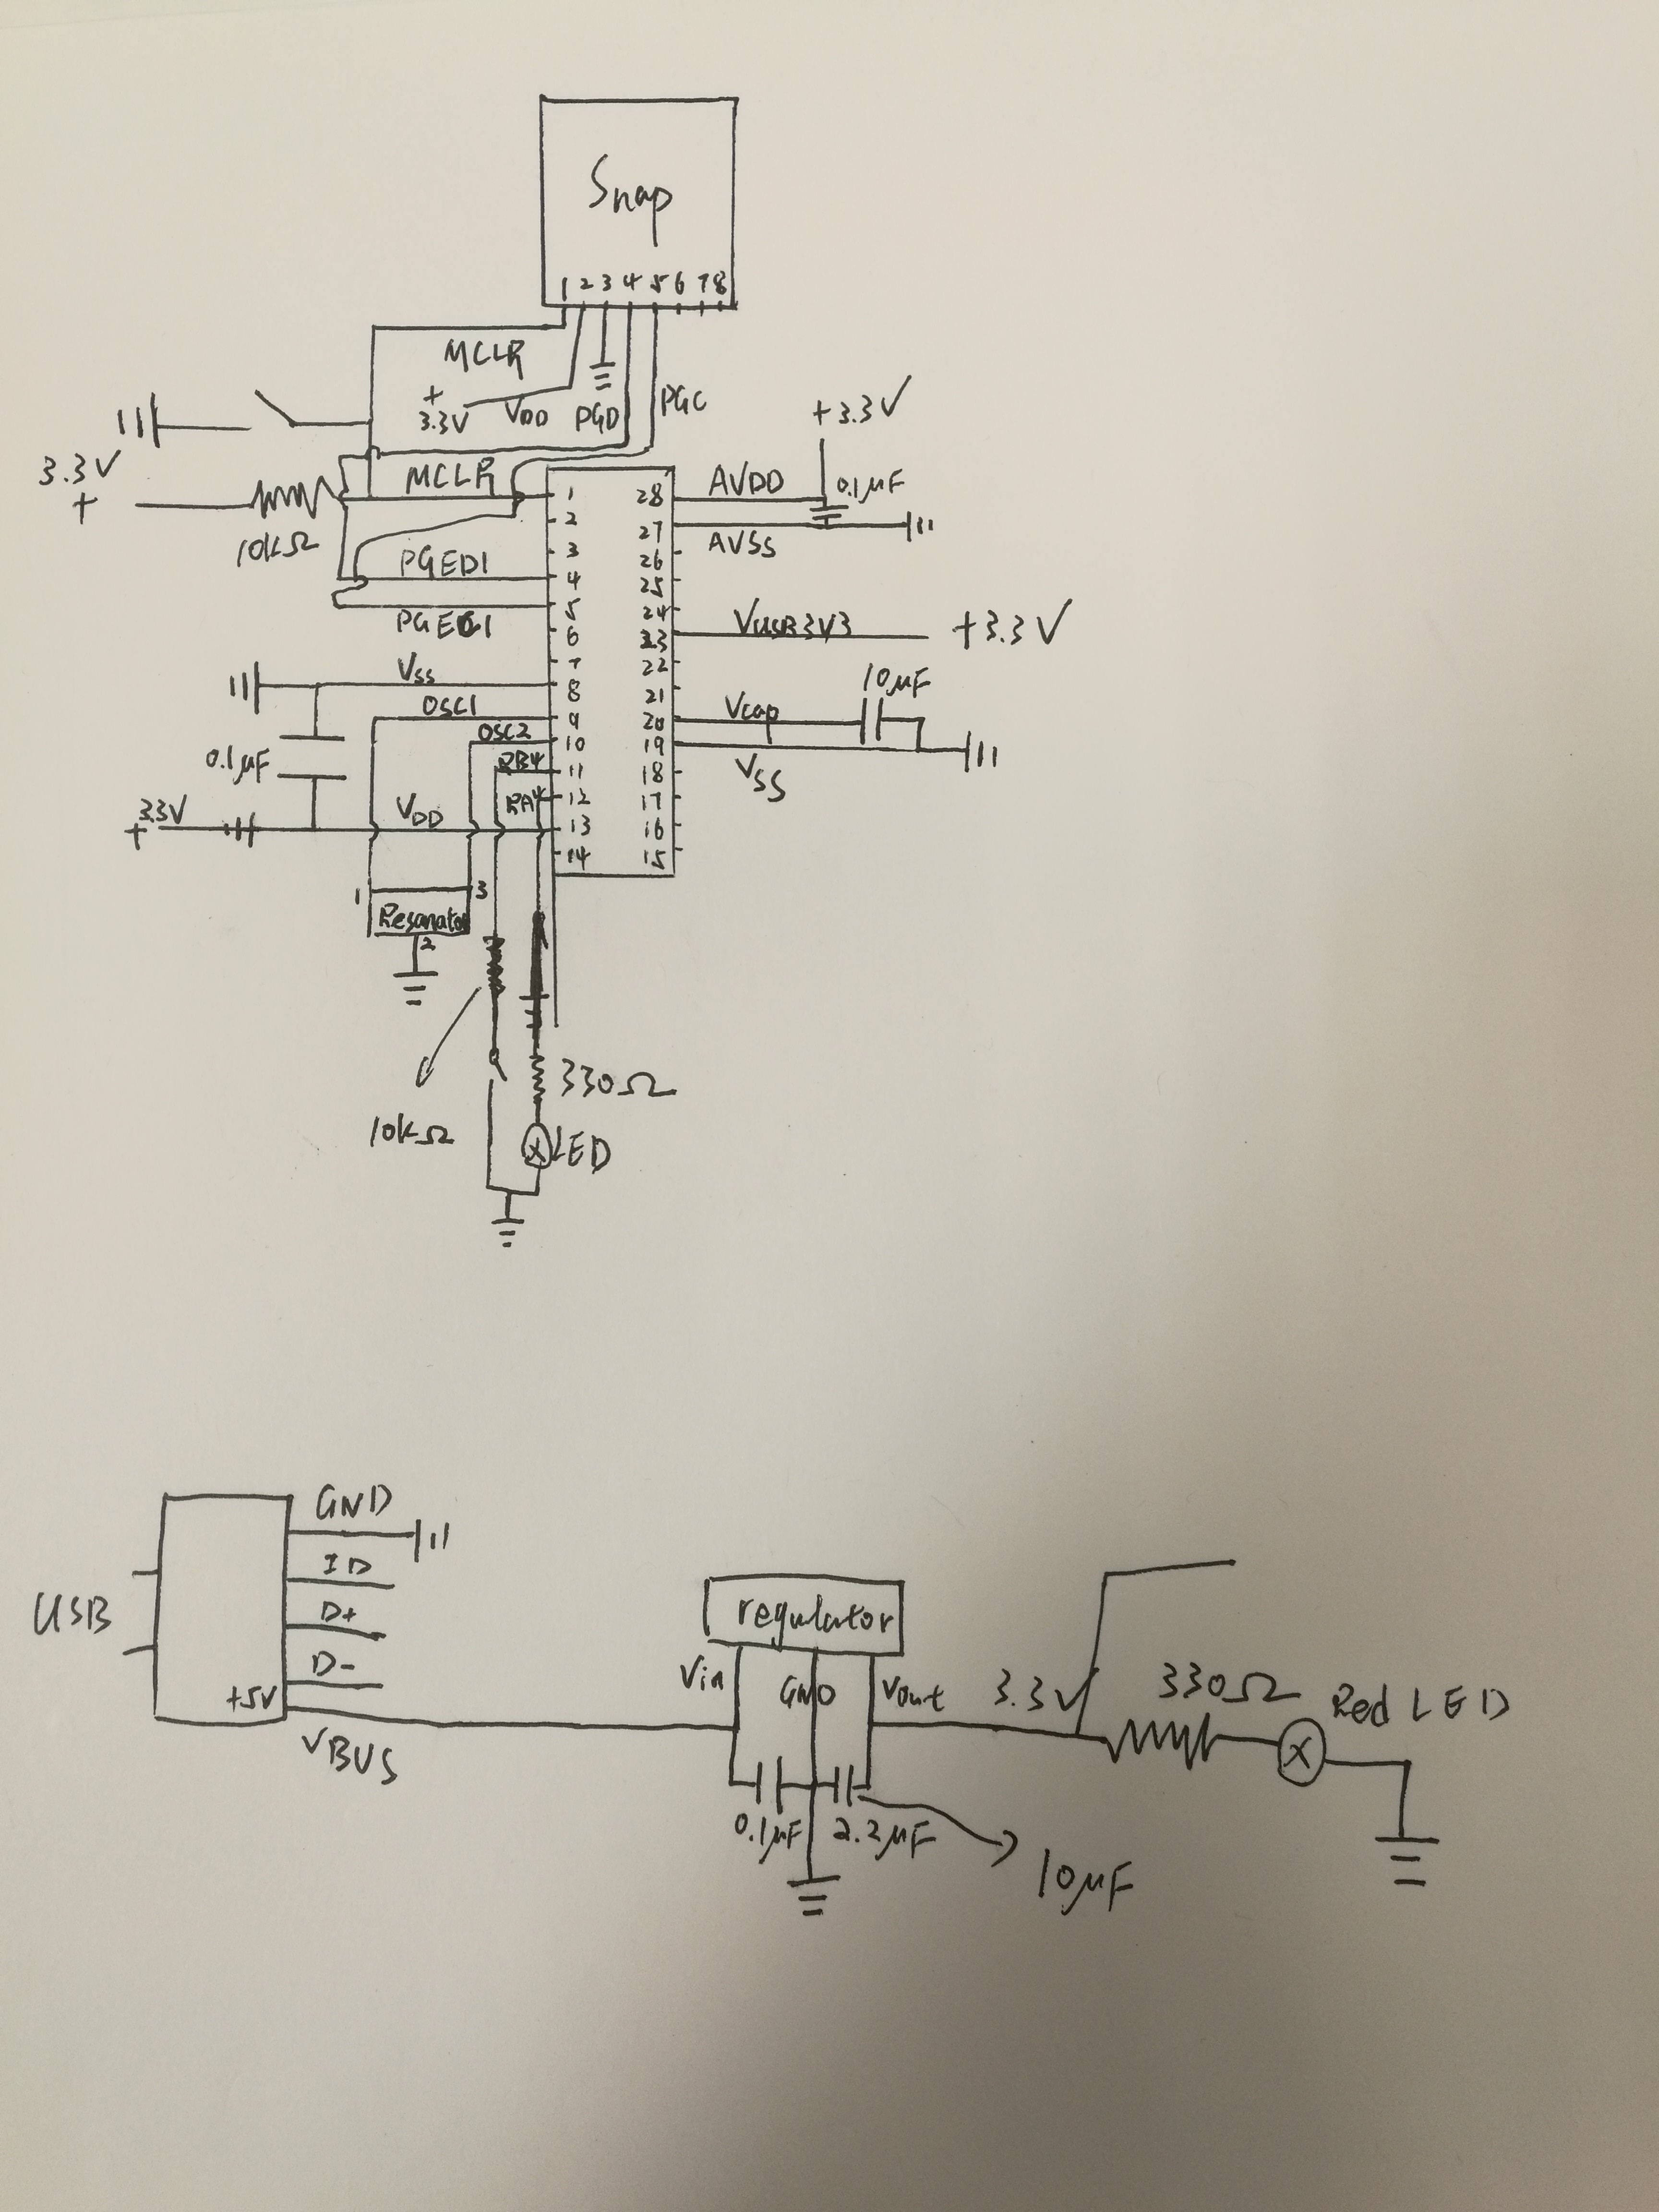 Snap
1 2 3 4 5 6 7 8
MCLR
+
3.3V
VDD
PGD
PGC
+3.3V
3.3V
+
10kΩ
MCLR
PGED1
PGEC1
VSS
OSC1
OSC2
RB4
RA4
0.1μF
+3.3V
VDD
1
2
3
4
5
6
7
8
9
10
11
12
13
14
28
27
26
25
24
23
22
21
20
19
18
17
16
15
AVDD
0.1μF
AVSS
VUSB3V3
+3.3V
10μF
Vcap
VSS
1
3
Resanator
2
10kΩ
330Ω
LED
USB
GND
ID
D+
D-
+5V
VBUS
regulator
Vin
GND
Vout
3.3V
330Ω
Red LED
0.1μF
2.2μF
10μF